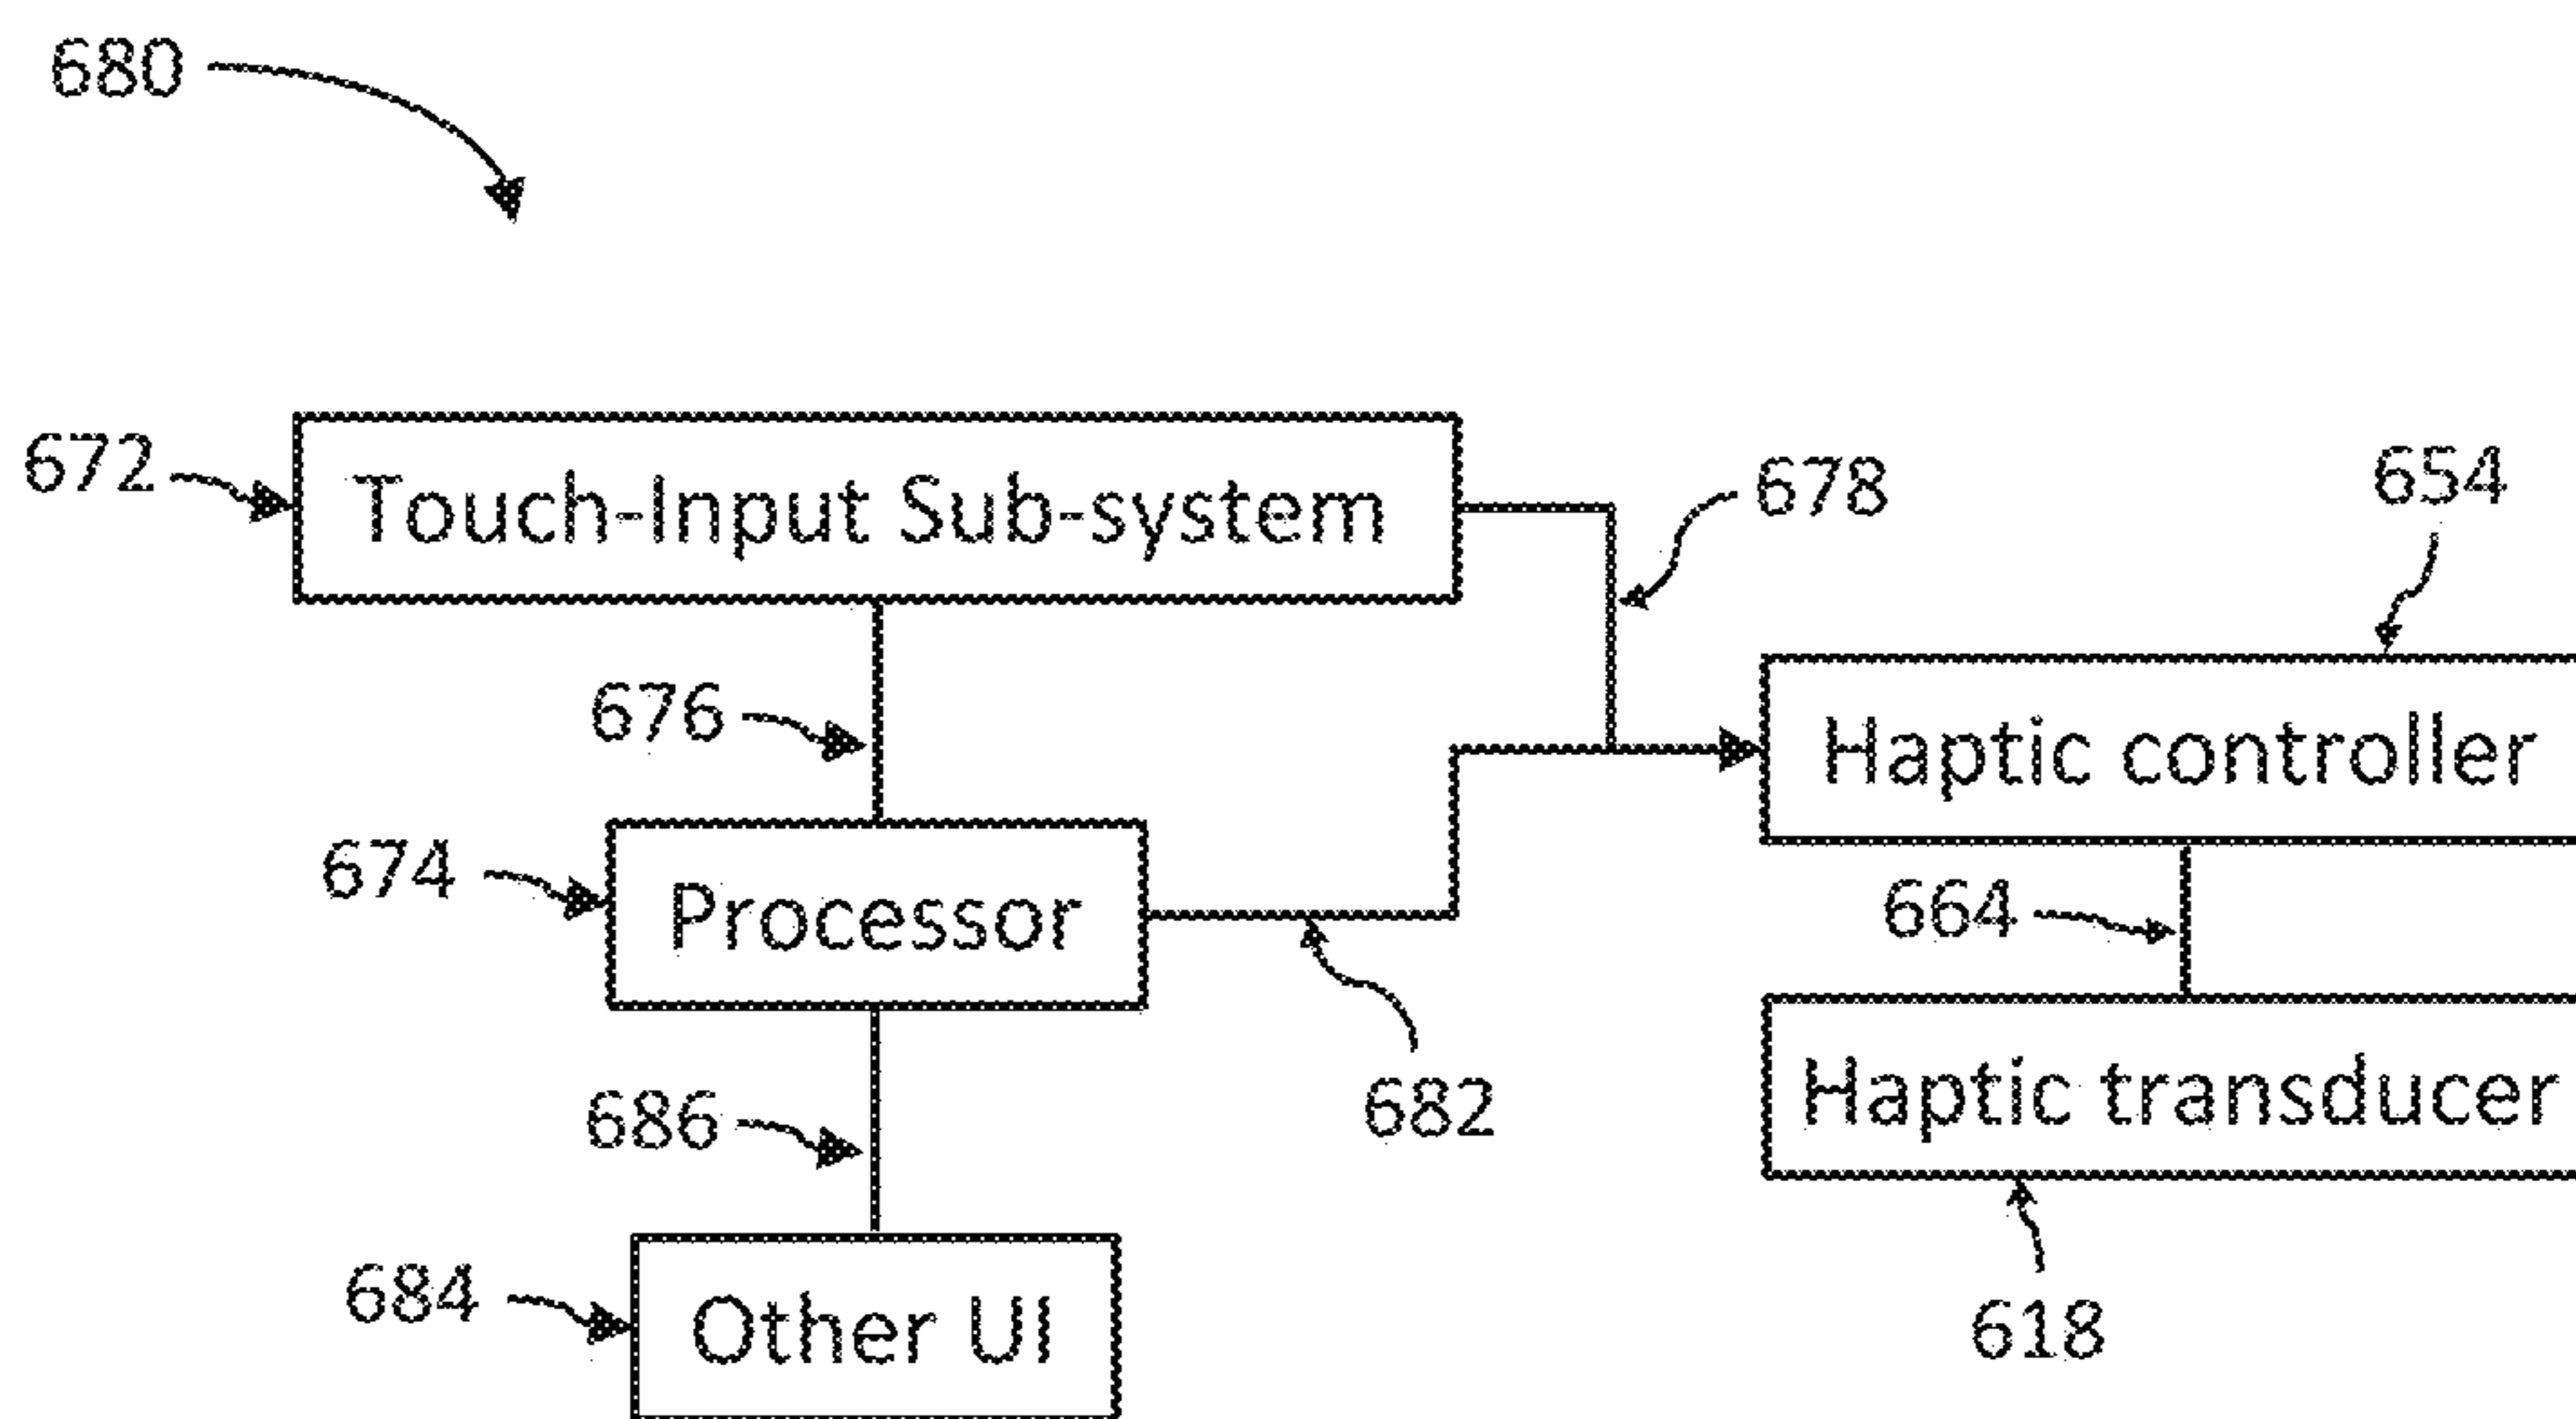 680
672
Touch-Input Sub-system
678
654
676
Haptic controller
674
Processor
664
682
Haptic transducer
686
684
Other UI
618